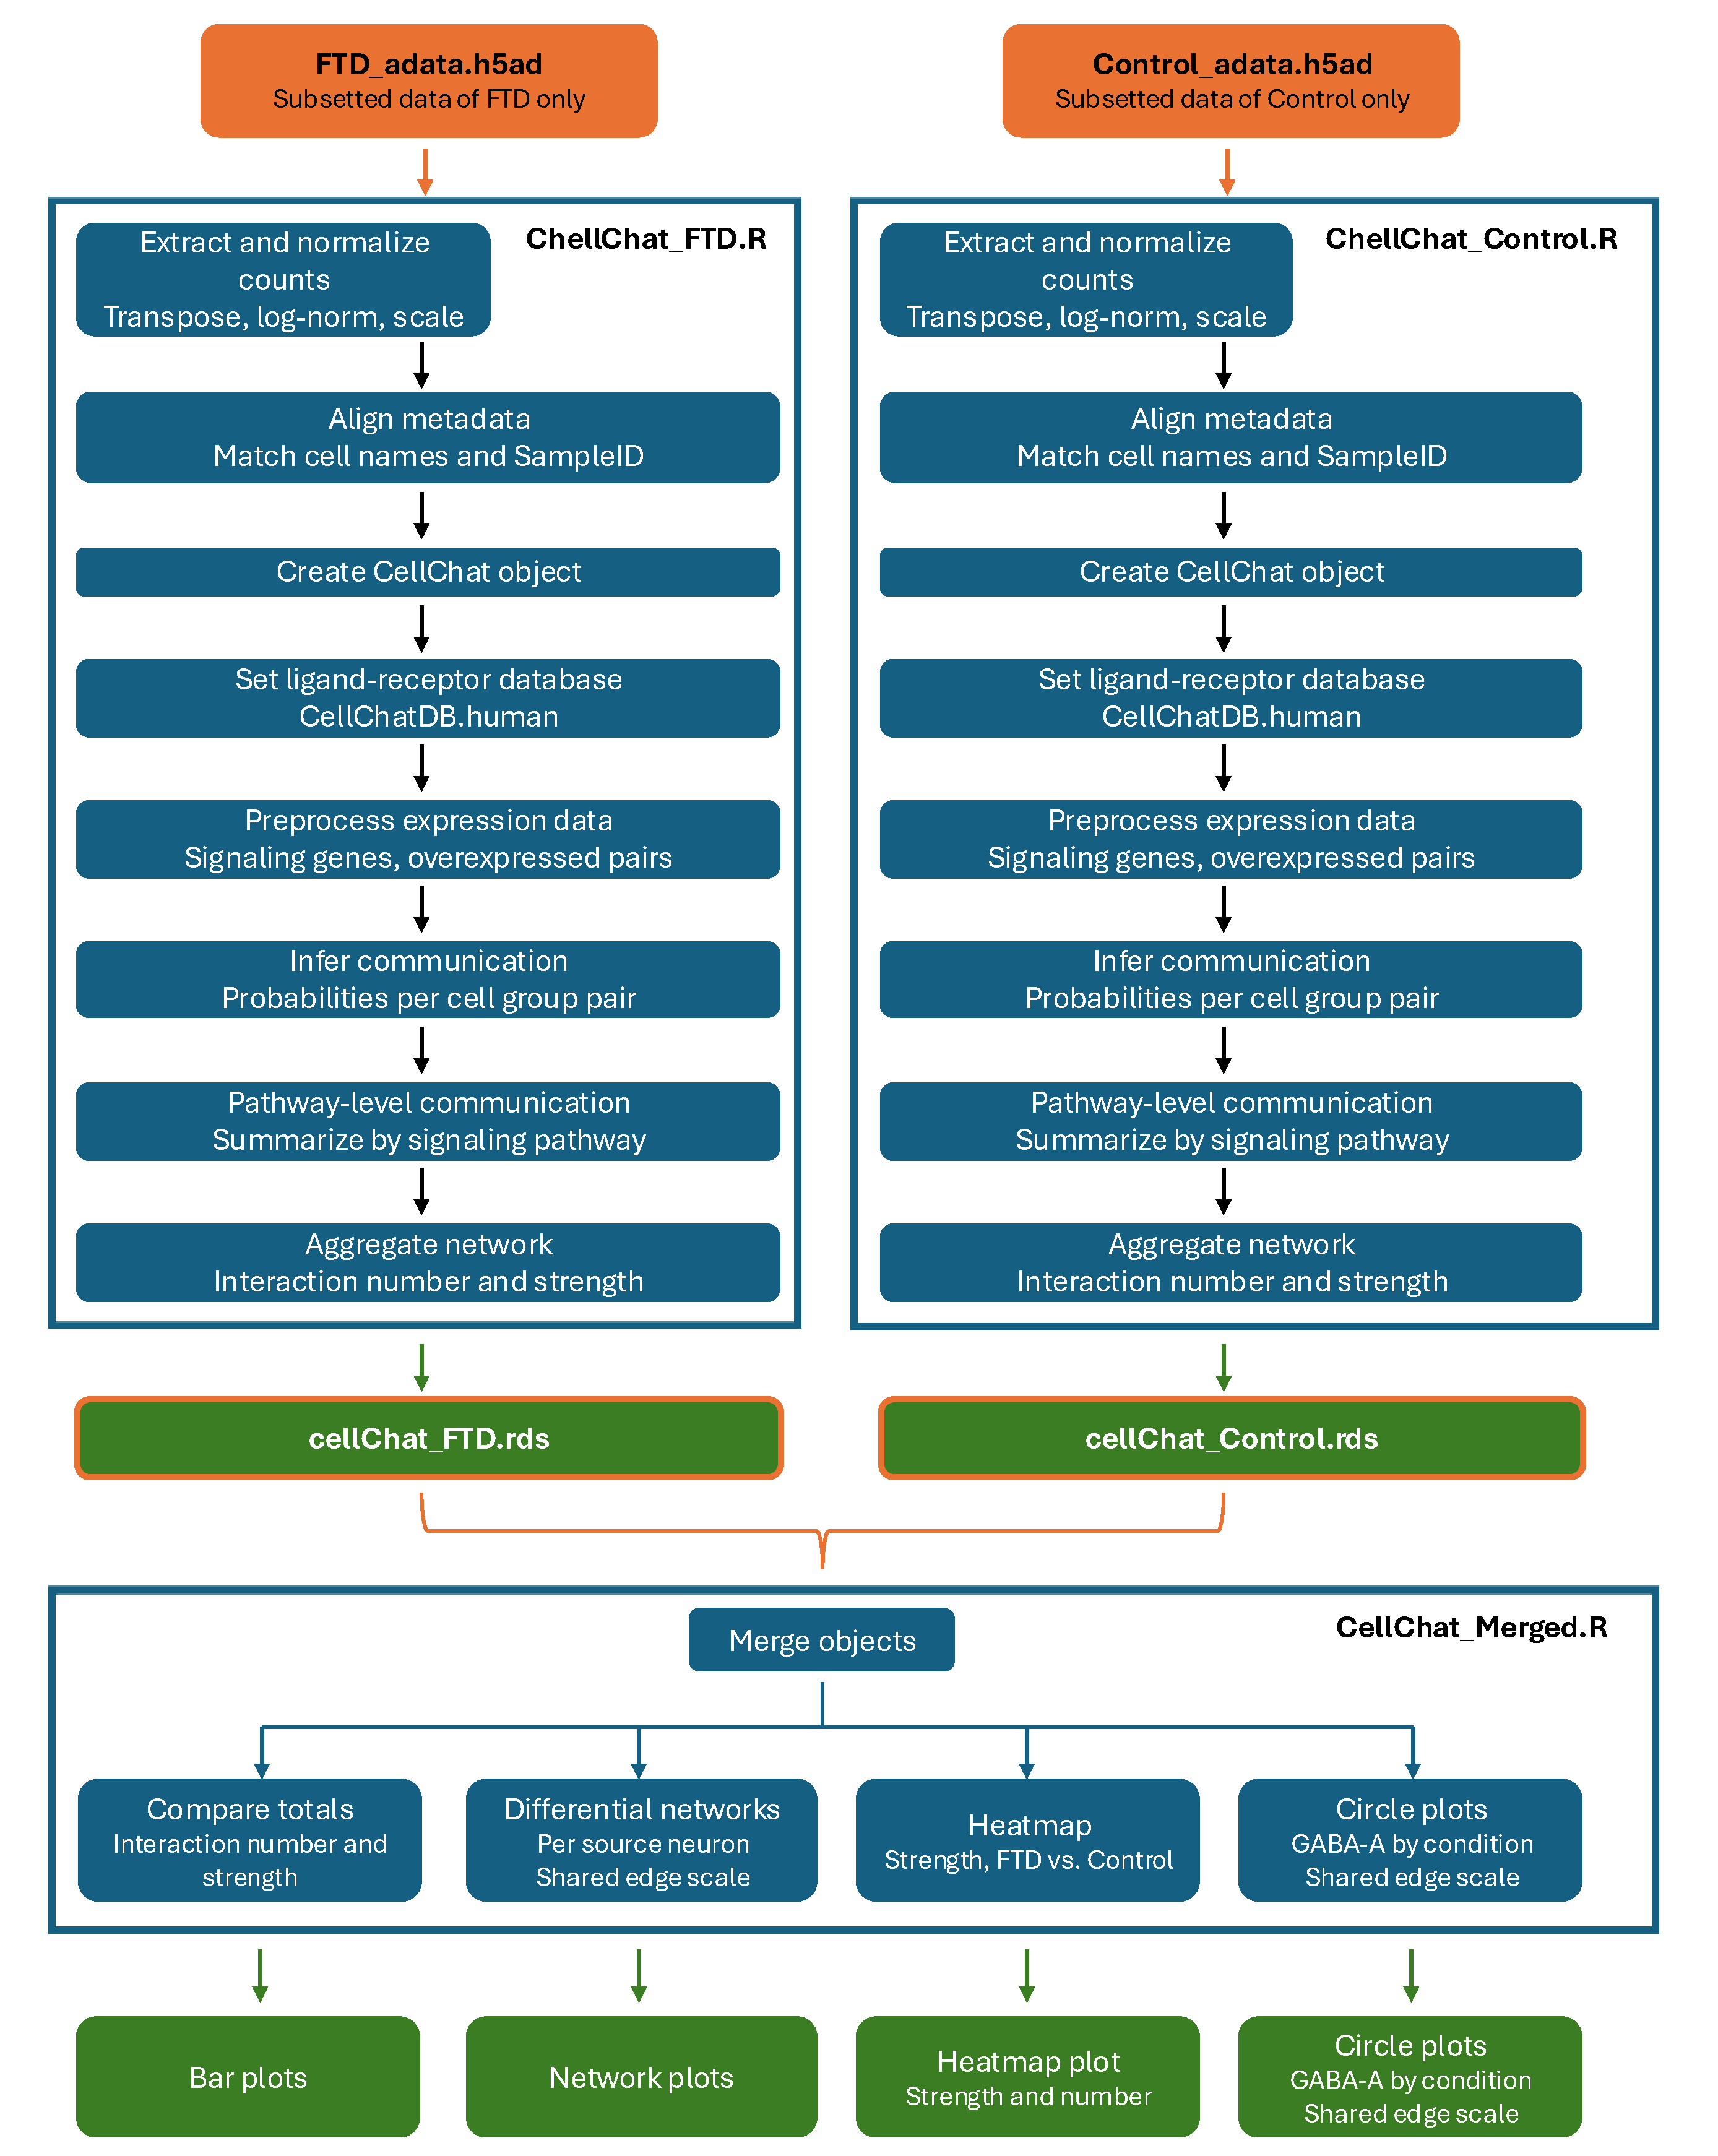 FTD_adata.h5ad
Subsetted data of FTD only
Control_adata.h5ad
Subsetted data of Control only
ChellChat_FTD.R
Extract and normalize
counts
Transpose, log-norm, scale
Align metadata
Match cell names and SampleID
Create CellChat object
Set ligand-receptor database
CellChatDB.human
Preprocess expression data
Signaling genes, overexpressed pairs
Infer communication
Probabilities per cell group pair
Pathway-level communication
Summarize by signaling pathway
Aggregate network
Interaction number and strength
ChellChat_Control.R
Extract and normalize
counts
Transpose, log-norm, scale
Align metadata
Match cell names and SampleID
Create CellChat object
Set ligand-receptor database
CellChatDB.human
Preprocess expression data
Signaling genes, overexpressed pairs
Infer communication
Probabilities per cell group pair
Pathway-level communication
Summarize by signaling pathway
Aggregate network
Interaction number and strength
cellChat_FTD.rds
cellChat_Control.rds
CellChat_Merged.R
Merge objects
Compare totals
Interaction number and
strength
Differential networks
Per source neuron
Shared edge scale
Heatmap
Strength, FTD vs. Control
Circle plots
GABA-A by condition
Shared edge scale
Bar plots
Network plots
Heatmap plot
Strength and number
Circle plots
GABA-A by condition
Shared edge scale